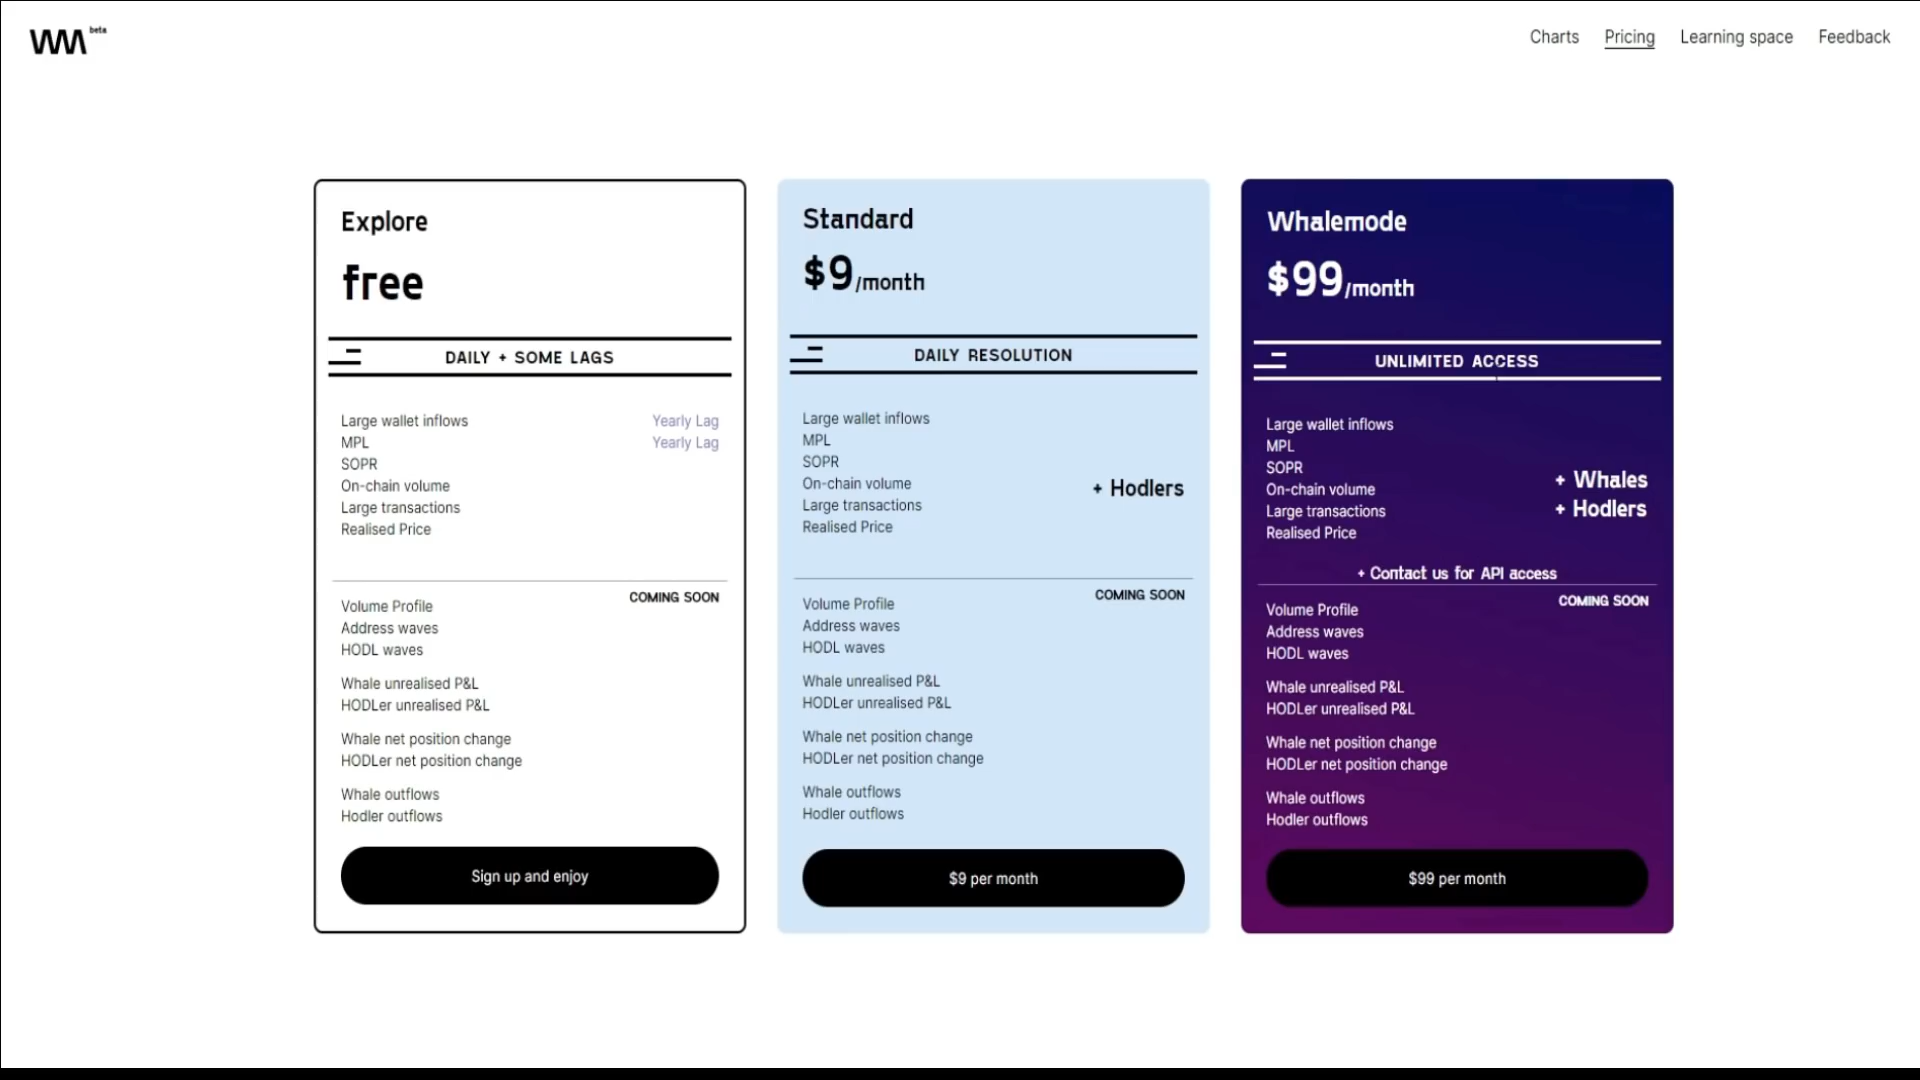 WM beta
Charts Pricing Learning space Feedback
Explore
free
DAILY + SOME LAGS
Large wallet inflows Yearly Lag
MPL Yearly Lag
SOPR
On-chain volume
Large transactions
Realised Price
COMING SOON
Volume Profile
Address waves
HODL waves
Whale unrealised P&L
HODLer unrealised P&L
Whale net position change
HODLer net position change
Whale outflows
Hodler outflows
Sign up and enjoy
Standard
$9/month
DAILY RESOLUTION
Large wallet inflows
MPL
SOPR
On-chain volume
+ Hodlers
Large transactions
Realised Price
COMING SOON
Volume Profile
Address waves
HODL waves
Whale unrealised P&L
HODLer unrealised P&L
Whale net position change
HODLer net position change
Whale outflows
Hodler outflows
$9 per month
Whalemode
$99/month
UNLIMITED ACCESS
Large wallet inflows
MPL
SOPR
+ Whales
On-chain volume
+ Hodlers
Large transactions
Realised Price
+ Contact us for API access
COMING SOON
Volume Profile
Address waves
HODL waves
Whale unrealised P&L
HODLer unrealised P&L
Whale net position change
HODLer net position change
Whale outflows
Hodler outflows
$99 per month